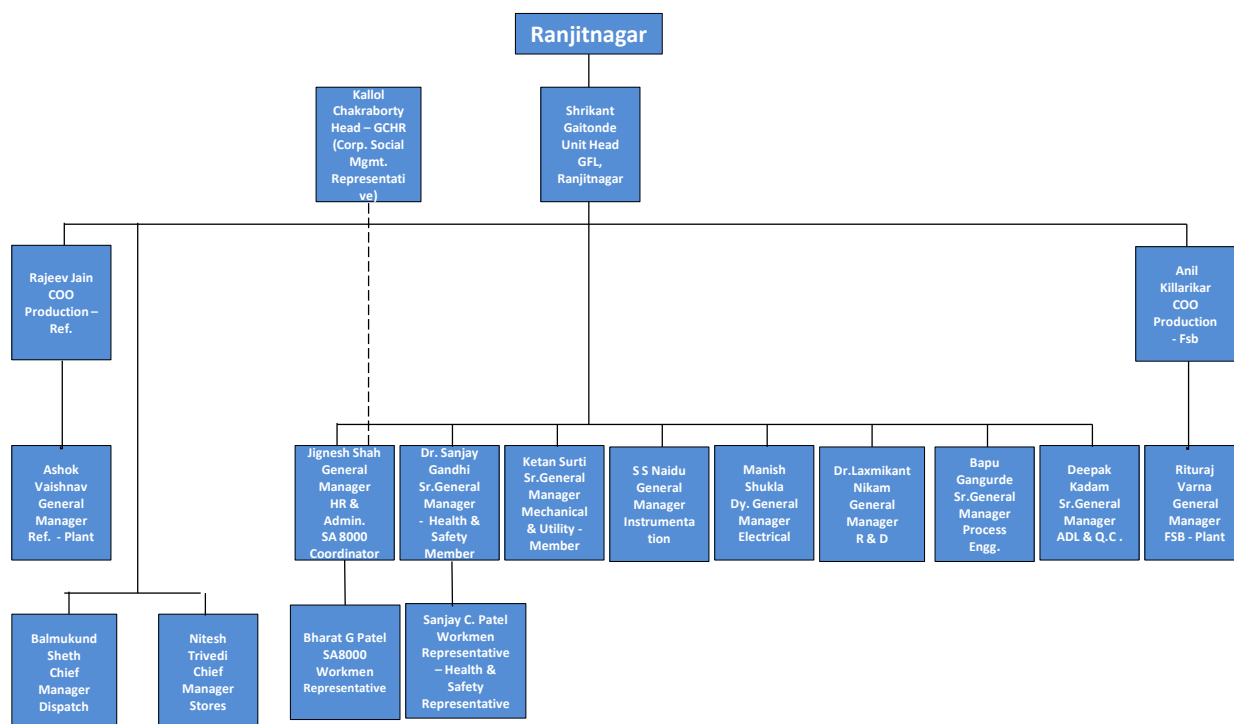 Ranjitnagar
Kallol
Chakraborty
Head – GCHR
(Corp. Social
Mgmt.
Representati
ve)
Shrikant
Gaitonde
Unit Head
GFL,
Ranjitnagar
Rajeev Jain
COO
Production –
Ref.
Anil
Killarikar
COO
Production
- Fsb
Ashok
Vaishnav
General
Manager
Ref. - Plant
Jignesh Shah
General
Manager
HR &
Admin.
SA 8000
Coordinator
Dr. Sanjay
Gandhi
Sr.General
Manager
- Health &
Safety
Member
Ketan Surti
Sr.General
Manager
Mechanical
& Utility -
Member
S S Naidu
General
Manager
Instrumenta
tion
Manish
Shukla
Dy. General
Manager
Electrical
Dr.Laxmikant
Nikam
General
Manager
R & D
Bapu
Gangurde
Sr.General
Manager
Process
Engg.
Deepak
Kadam
Sr.General
Manager
ADL & Q.C .
Rituraj
Varna
General
Manager
FSB - Plant
Balmukund
Sheth
Chief
Manager
Dispatch
Nitesh
Trivedi
Chief
Manager
Stores
Bharat G Patel
SA8000
Workmen
Representative
Sanjay C. Patel
Workmen
Representative
– Health &
Safety
Representative